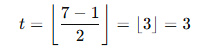 t = ⌊(7 − 1)/2⌋ = ⌊3⌋ = 3